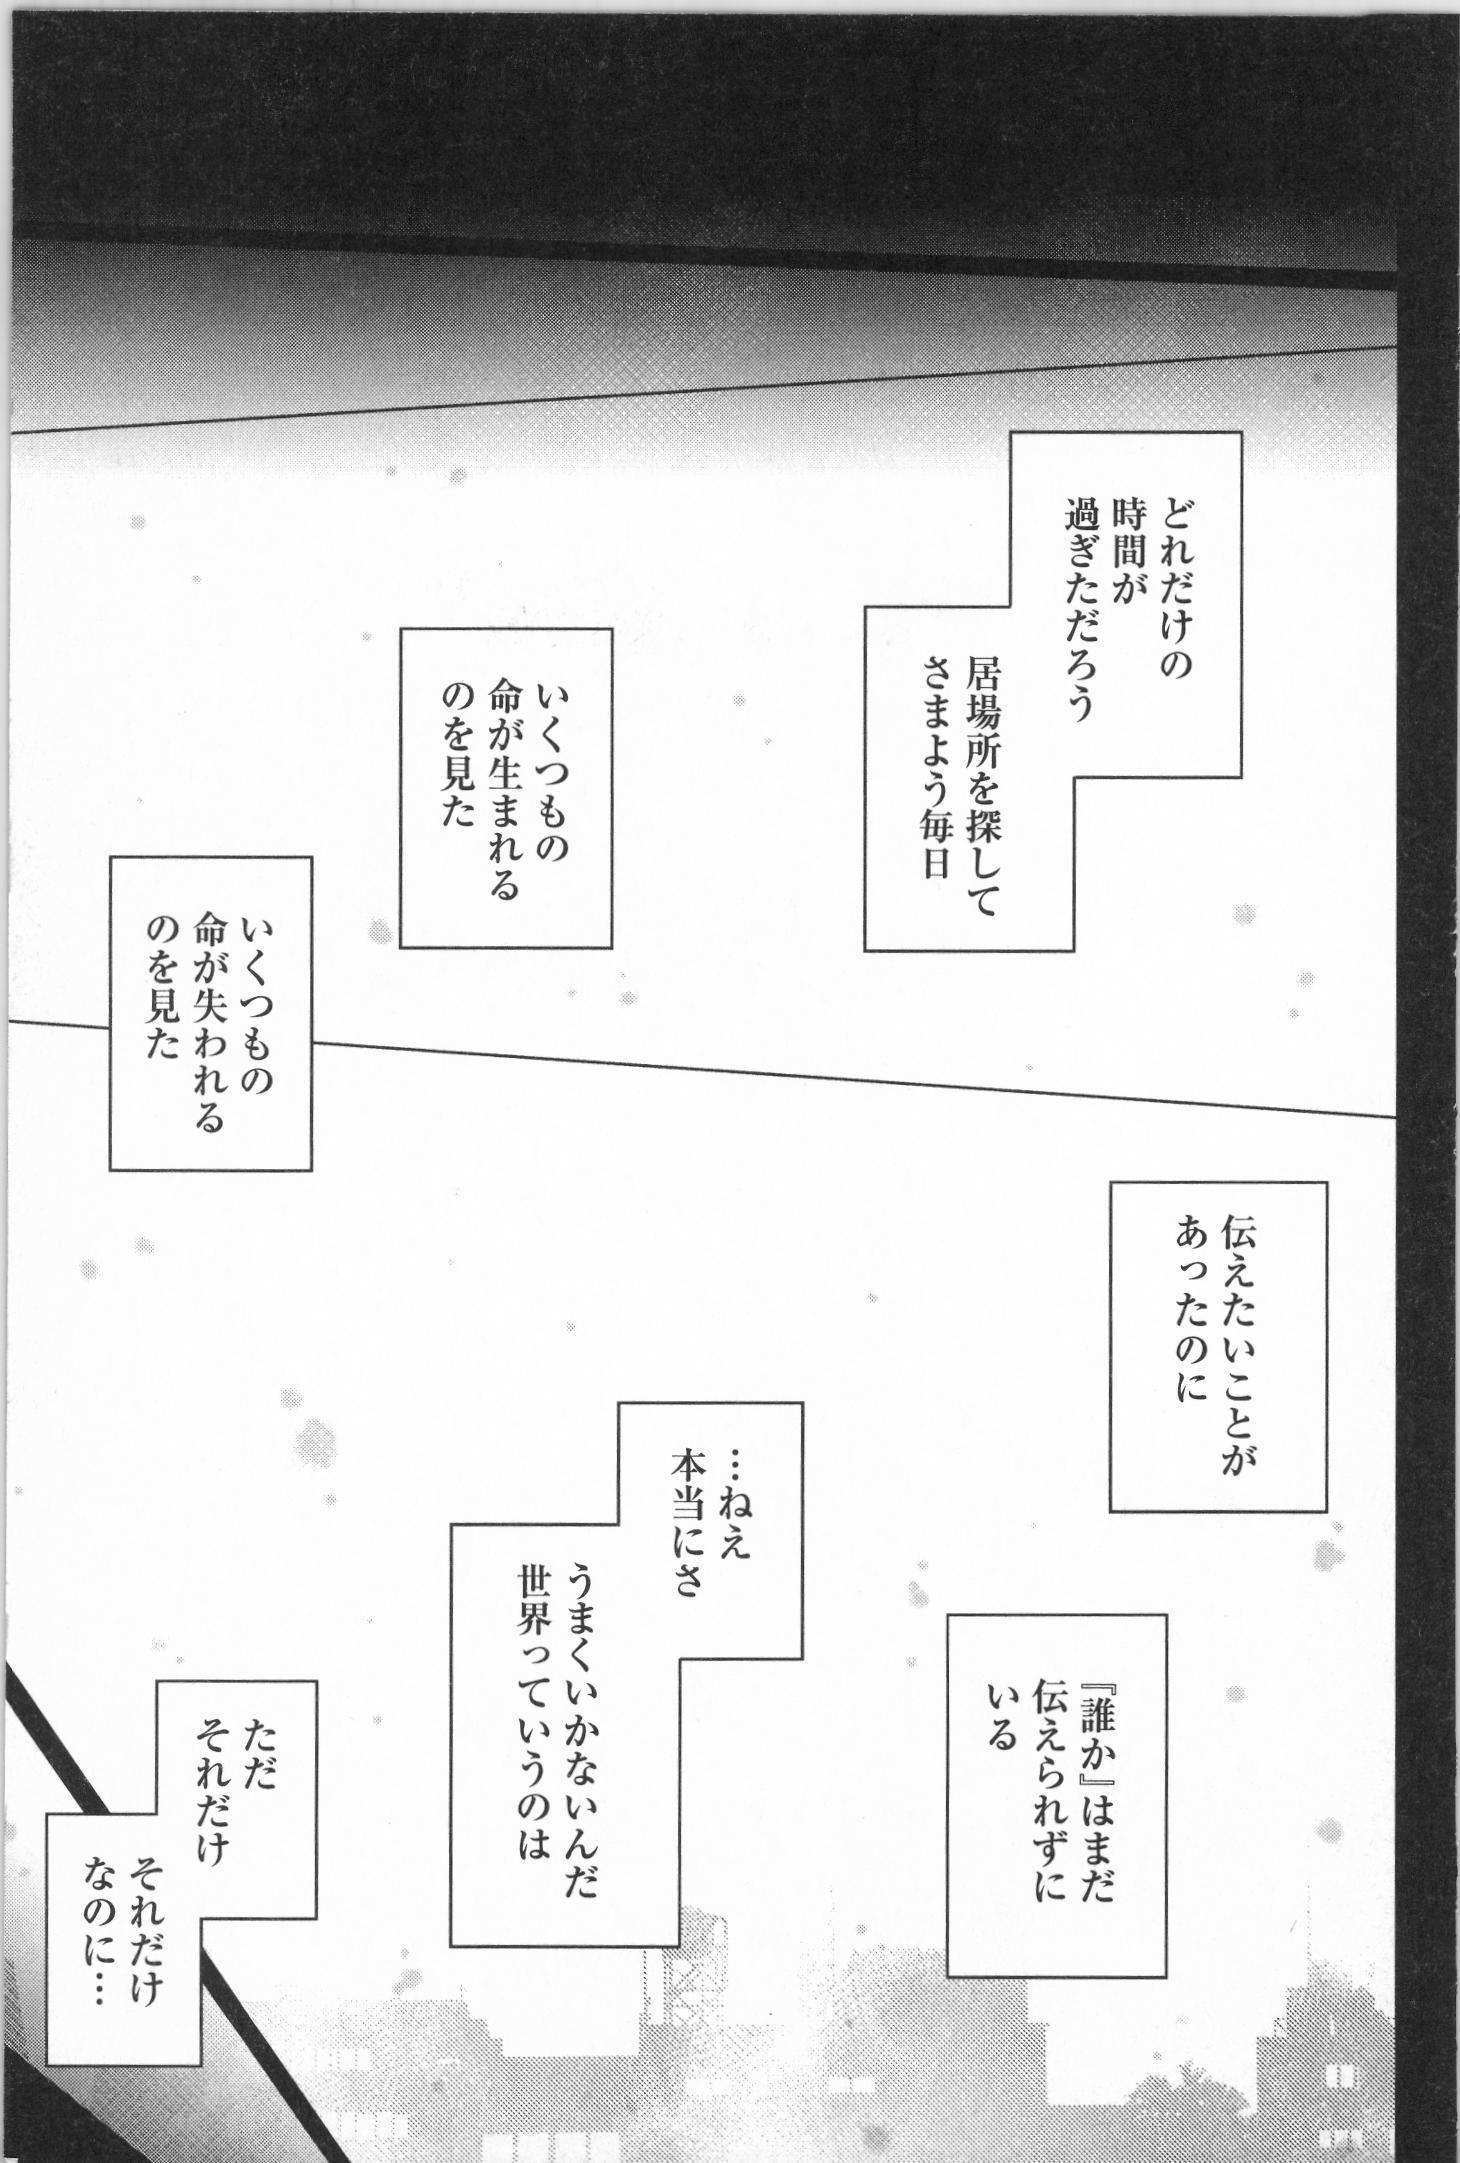 どれだけの
時間が
過ぎただろう
居場所を探して
さまよう毎日
いくつもの
命が生まれる
のを見た
いくつもの
命が失われる
のを見た
伝えたいことが
あったのに
『誰か』はまだ
伝えられずに
いる
…ねえ
本当にさ
うまくいかないんだ
世界っていうのは
ただ
それだけ
それだけ
なのに…